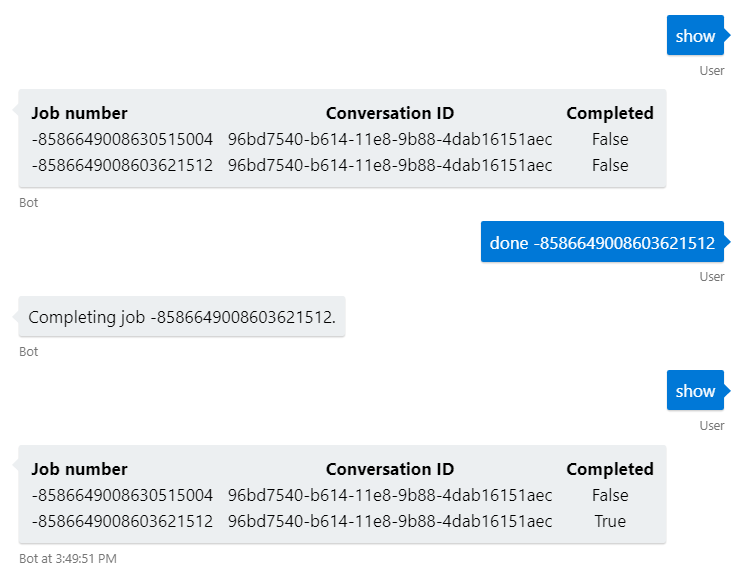 show
User
Job number Conversation ID Completed
-8586649008630515004 96bd7540-b614-11e8-9b88-4dab16151aec False
-8586649008603621512 96bd7540-b614-11e8-9b88-4dab16151aec False
Bot
done -8586649008603621512
User
Completing job -8586649008603621512.
Bot
show
User
Job number Conversation ID Completed
-8586649008630515004 96bd7540-b614-11e8-9b88-4dab16151aec False
-8586649008603621512 96bd7540-b614-11e8-9b88-4dab16151aec True
Bot at 3:49:51 PM